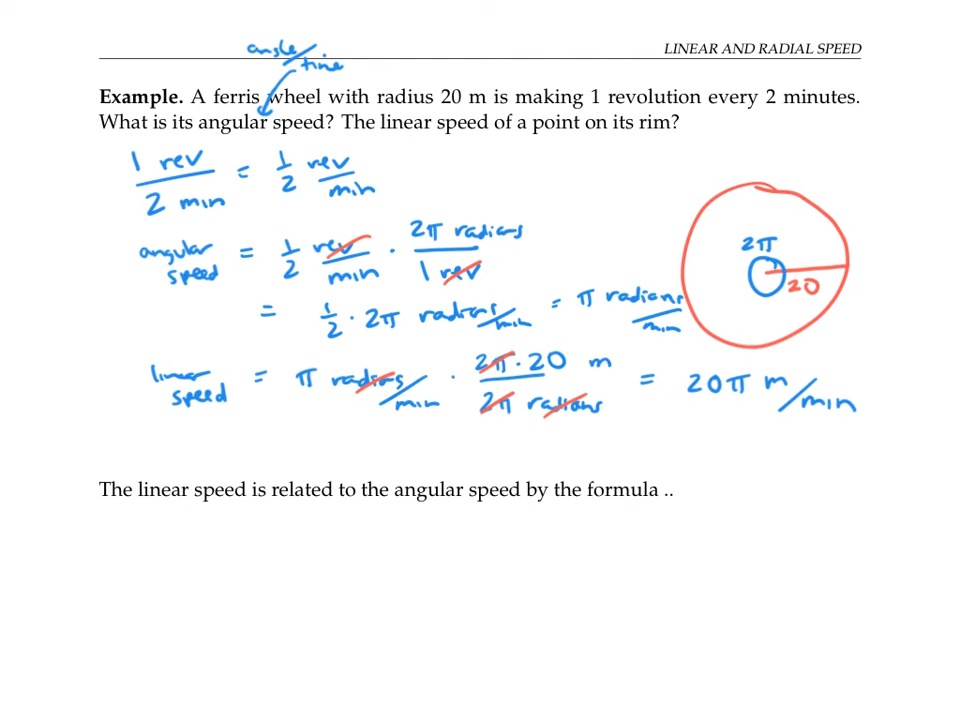 angle/time
LINEAR AND RADIAL SPEED
Example. A ferris wheel with radius 20 m is making 1 revolution every 2 minutes.
What is its angular speed? The linear speed of a point on its rim?
1 rev / 2 min = 1/2 rev/min
angular speed = 1/2 rev/min · 2π radians / 1 rev
2π
20
= 1/2 · 2π radians/min = π radians/min
linear speed = π radians/min · 2π · 20 m / 2π radians = 20π m/min
The linear speed is related to the angular speed by the formula ..